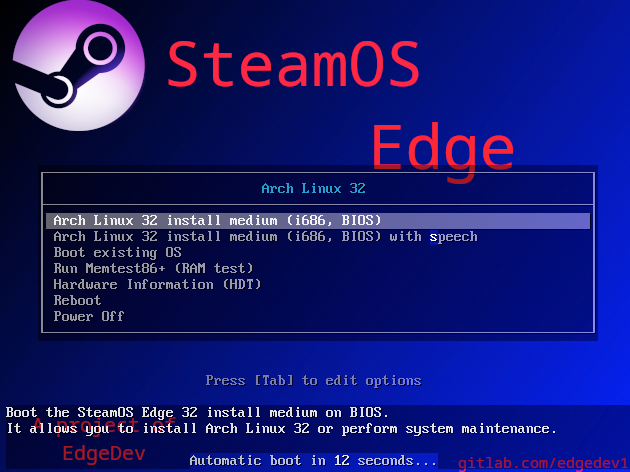 SteamOS
Edge
Arch Linux 32
Arch Linux 32 install medium (i686, BIOS)
Arch Linux 32 install medium (i686, BIOS) with speech
Boot existing OS
Run Memtest86+ (RAM test)
Hardware Information (HDT)
Reboot
Power Off
Press [Tab] to edit options
Boot the SteamOS Edge 32 install medium on BIOS.
It allows you to install Arch Linux 32 or perform system maintenance.
A project of
EdgeDev
Automatic boot in 12 seconds...
gitlab.com/edgedev1